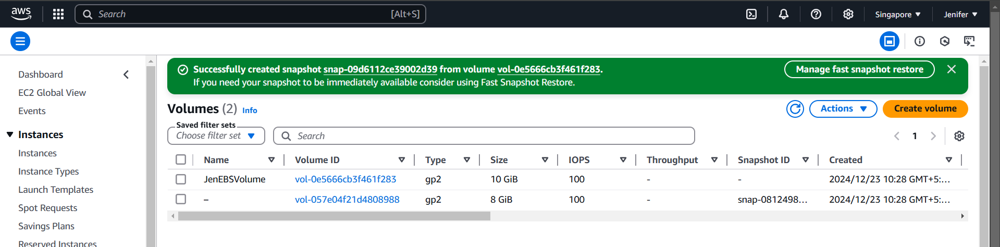 aws
Search [Alt+S]
Singapore
Jenifer
Dashboard
EC2 Global View
Events
Instances
Instances
Instance Types
Launch Templates
Spot Requests
Savings Plans
Reserved Instances
Successfully created snapshot snap-09d6112ce39002d39 from volume vol-0e5666cb3f461f283.
If you need your snapshot to be immediately available consider using Fast Snapshot Restore.
Manage fast snapshot restore
Volumes (2) Info
Actions
Create volume
Saved filter sets
Choose filter set
Search
1
Name Volume ID Type Size IOPS Throughput Snapshot ID Created
JenEBSVolume vol-0e5666cb3f461f283 gp2 10 GiB 100 - - 2024/12/23 10:28 GMT+5:...
– vol-057e04f21d4808988 gp2 8 GiB 100 - snap-0812498... 2024/12/23 10:28 GMT+5:...